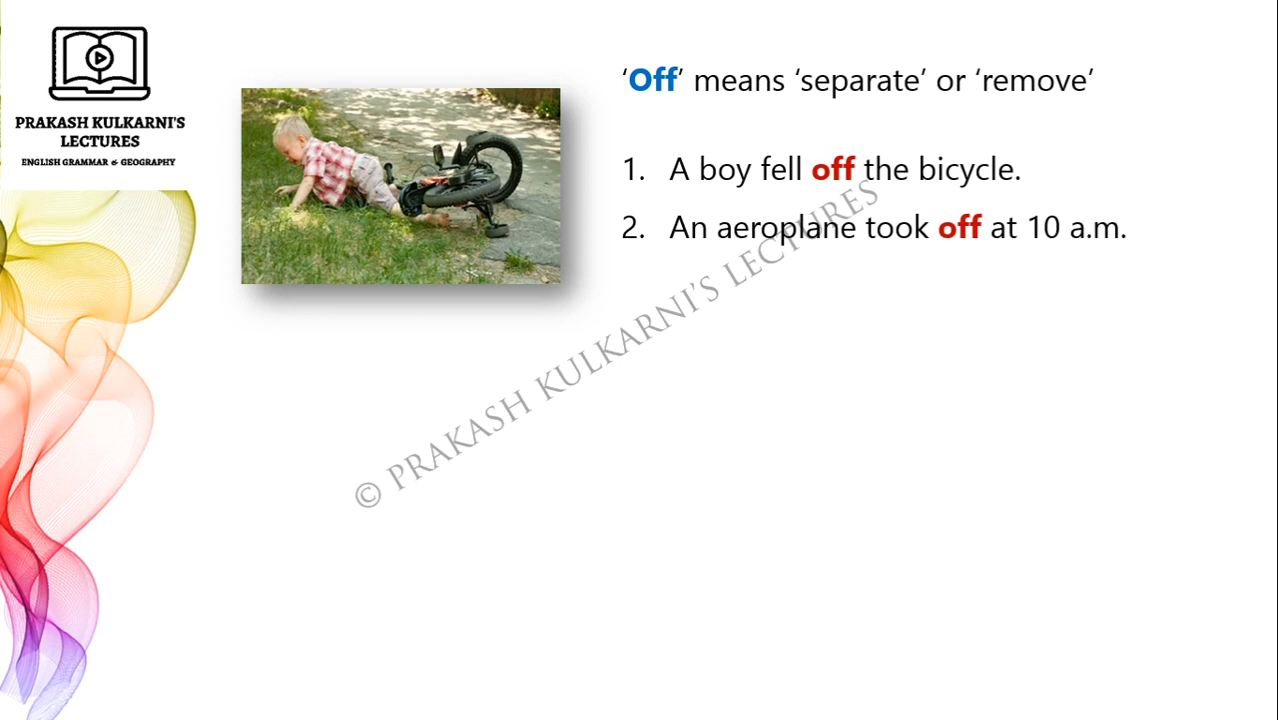 PRAKASH KULKARNI'S
LECTURES
ENGLISH GRAMMAR & GEOGRAPHY
‘Off’ means ‘separate’ or ‘remove’
1. A boy fell off the bicycle.
2. An aeroplane took off at 10 a.m.
© PRAKASH KULKARNI'S LECTURES